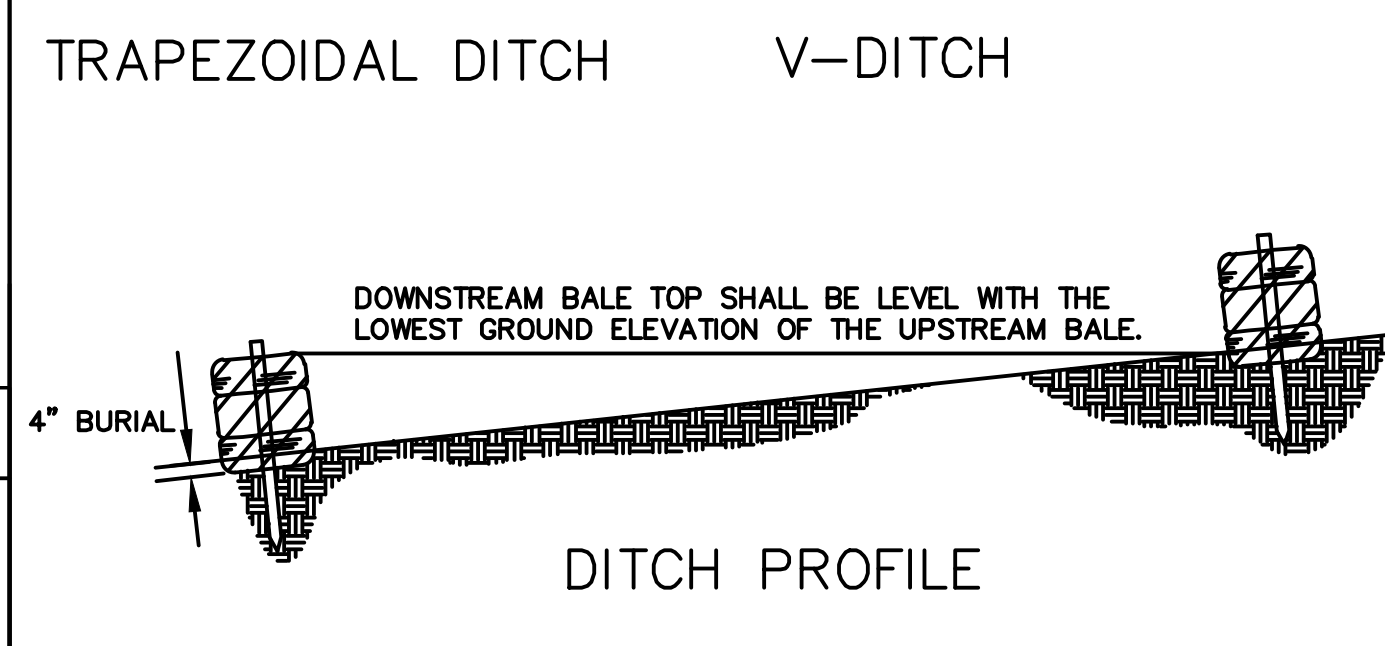 TRAPEZOIDAL DITCH
V-DITCH
DOWNSTREAM BALE TOP SHALL BE LEVEL WITH THE
LOWEST GROUND ELEVATION OF THE UPSTREAM BALE.
4" BURIAL
DITCH PROFILE